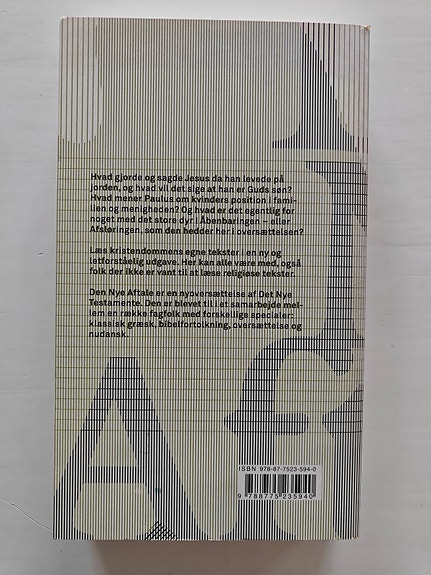 Hvad gjorde og sagde Jesus da han levede på
jorden, og hvad vil det sige at han er Guds søn?
Hvad mener Paulus om kvinders position i fami-
lien og menigheden? Og hvad er det egentlig for
noget med det store dyr i Åbenbaringen – eller
Afsløringen, som den hedder her i oversættelsen?
Læs kristendommens egne tekster i en ny og
letforståelig udgave. Her kan alle være med, også
folk der ikke er vant til at læse religiøse tekster.
Den Nye Aftale er en nyoversættelse af Det Nye
Testamente. Den er blevet til i et samarbejde mel-
lem en række fagfolk med forskellige specialer:
klassisk græsk, bibelfortolkning, oversættelse og
nudansk.
ISBN 978-87-7523-594-0
9 788775 235940